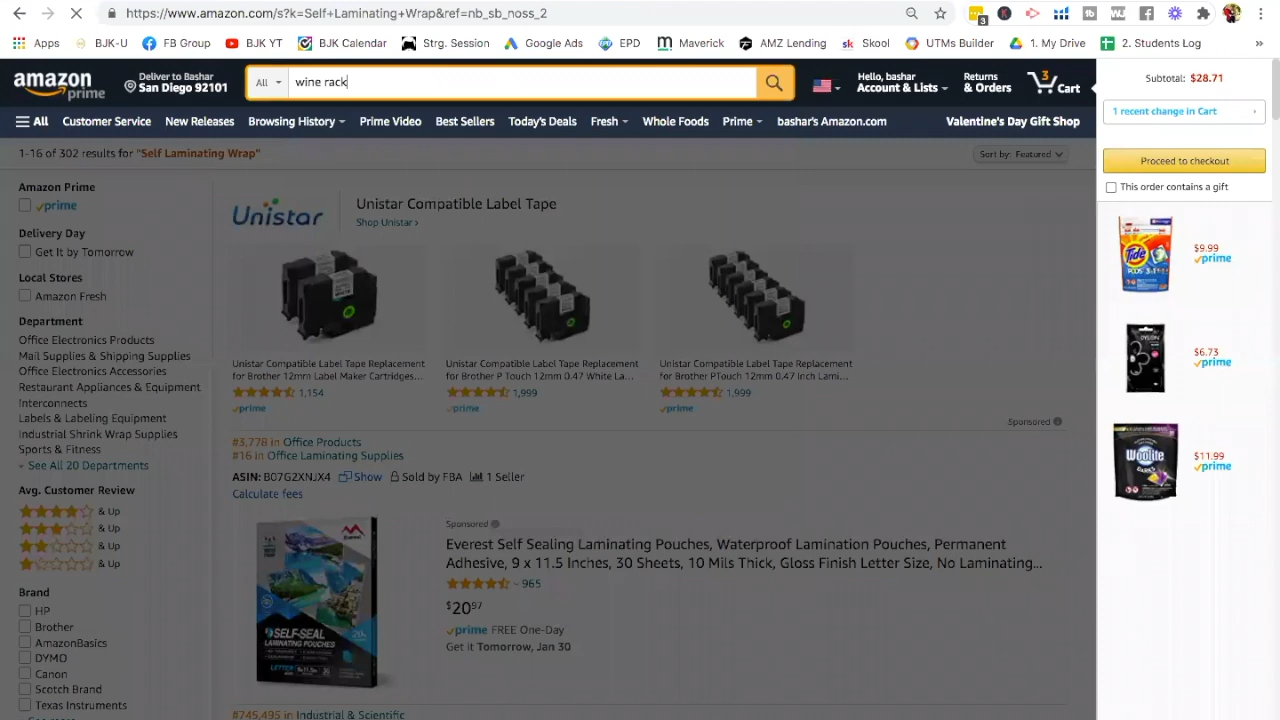 https://www.amazon.com/s?k=Self+Laminating+Wrap&ref=nb_sb_noss_2
3
Apps BJK-U FB Group BJK YT BJK Calendar Strg. Session Google Ads EPD Maverick AMZ Lending Skool UTMs Builder 1. My Drive 2. Students Log »
amazon prime
Deliver to Bashar
San Diego 92101
All wine rack
Hello, bashar
Account & Lists
Returns
& Orders
3 Cart
All Customer Service New Releases Browsing History Prime Video Best Sellers Today's Deals Fresh Whole Foods Prime bashar's Amazon.com Valentine's Day Gift Shop
1-16 of 302 results for "Self Laminating Wrap"
Sort by: Featured
Amazon Prime
prime
Delivery Day
Get It by Tomorrow
Local Stores
Amazon Fresh
Department
Office Electronics Products
Mail Supplies & Shipping Supplies
Office Electronics Accessories
Restaurant Appliances & Equipment
Interconnects
Labels & Labeling Equipment
Industrial Shrink Wrap Supplies
Sports & Fitness
See All 20 Departments
Avg. Customer Review
& Up
& Up
& Up
& Up
Brand
HP
Brother
AmazonBasics
DYMO
Canon
Scotch Brand
Texas Instruments
Unistar
Unistar Compatible Label Tape
Shop Unistar ›
Unistar Compatible Label Tape Replacement
for Brother 12mm Label Maker Cartridges...
1,154
prime
Unistar Compatible Label Tape Replacement
for Brother P Touch 12mm 0.47 White La...
1,999
prime
Unistar Compatible Label Tape Replacement
for Brother PTouch 12mm 0.47 Inch Lami...
1,999
prime
Sponsored
#3,778 in Office Products
#16 in Office Laminating Supplies
ASIN: B07G2XNJX4 Show Sold by FBA 1 Seller
Calculate fees
SELF-SEAL
LAMINATING POUCHES
LETTER
Sponsored
Everest Self Sealing Laminating Pouches, Waterproof Lamination Pouches, Permanent
Adhesive, 9 x 11.5 Inches, 30 Sheets, 10 Mils Thick, Gloss Finish Letter Size, No Laminating...
965
$20.97
prime FREE One-Day
Get it Tomorrow, Jan 30
#745,495 in Industrial & Scientific
Subtotal: $28.71
1 recent change in Cart
Proceed to checkout
This order contains a gift
Tide
PODS 3in1
$9.99
prime
DYLON
$6.73
prime
Woolite
DARKS
$11.99
prime